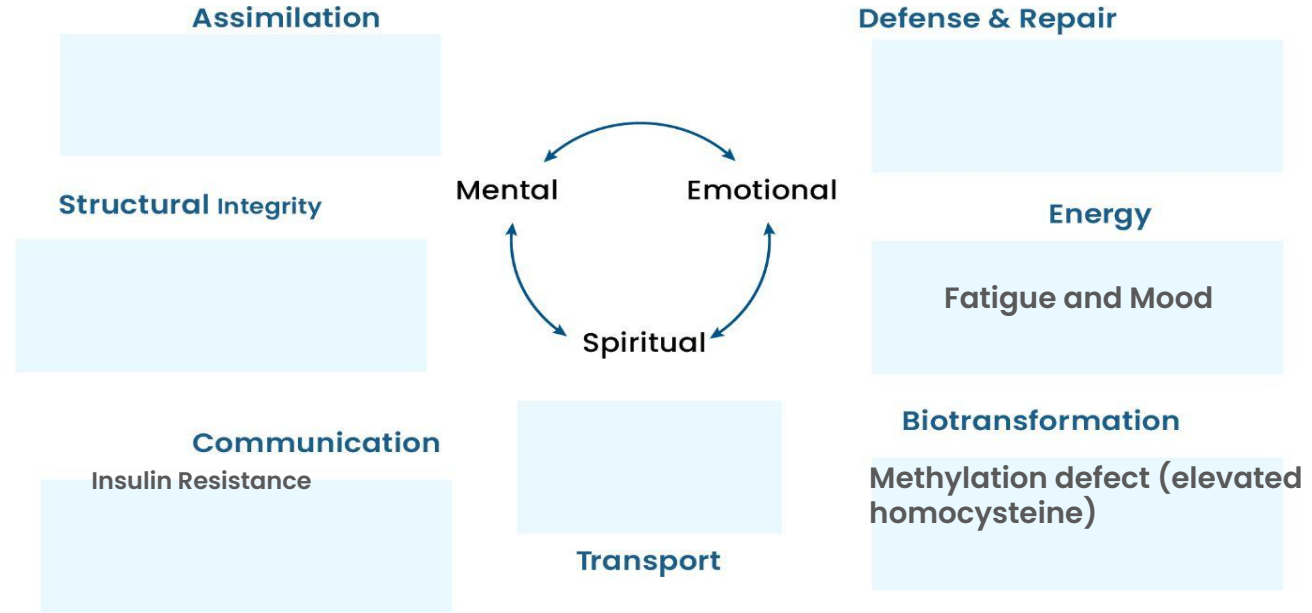 Assimilation
Defense & Repair
Mental
Emotional
Structural Integrity
Energy
Fatigue and Mood
Spiritual
Communication
Insulin Resistance
Biotransformation
Methylation defect (elevated
homocysteine)
Transport